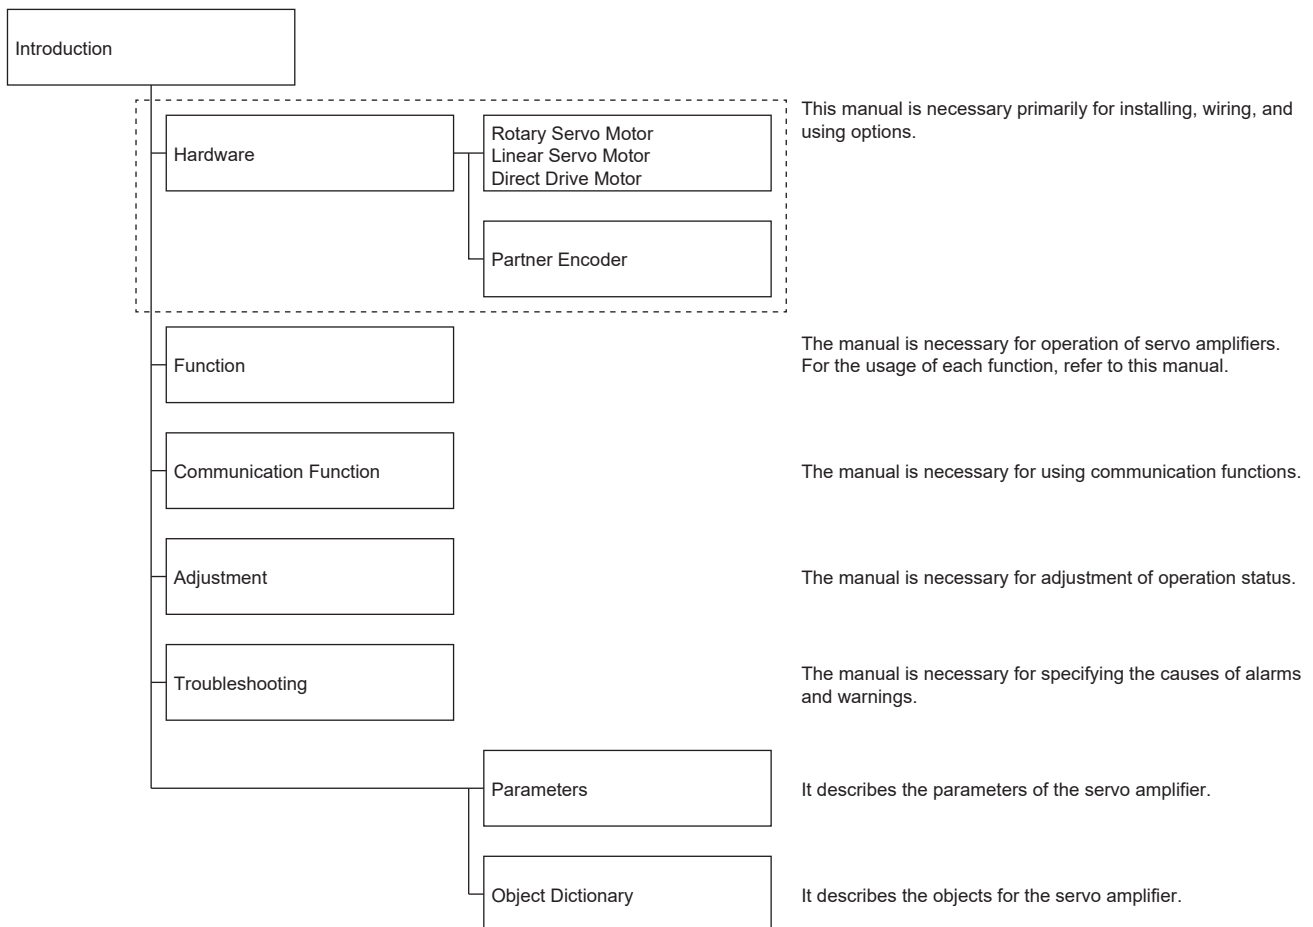 Introduction
This manual is necessary primarily for installing, wiring, and
using options.
Hardware
Rotary Servo Motor
Linear Servo Motor
Direct Drive Motor
Partner Encoder
Function
The manual is necessary for operation of servo amplifiers.
For the usage of each function, refer to this manual.
Communication Function
The manual is necessary for using communication functions.
Adjustment
The manual is necessary for adjustment of operation status.
Troubleshooting
The manual is necessary for specifying the causes of alarms
and warnings.
Parameters
It describes the parameters of the servo amplifier.
Object Dictionary
It describes the objects for the servo amplifier.